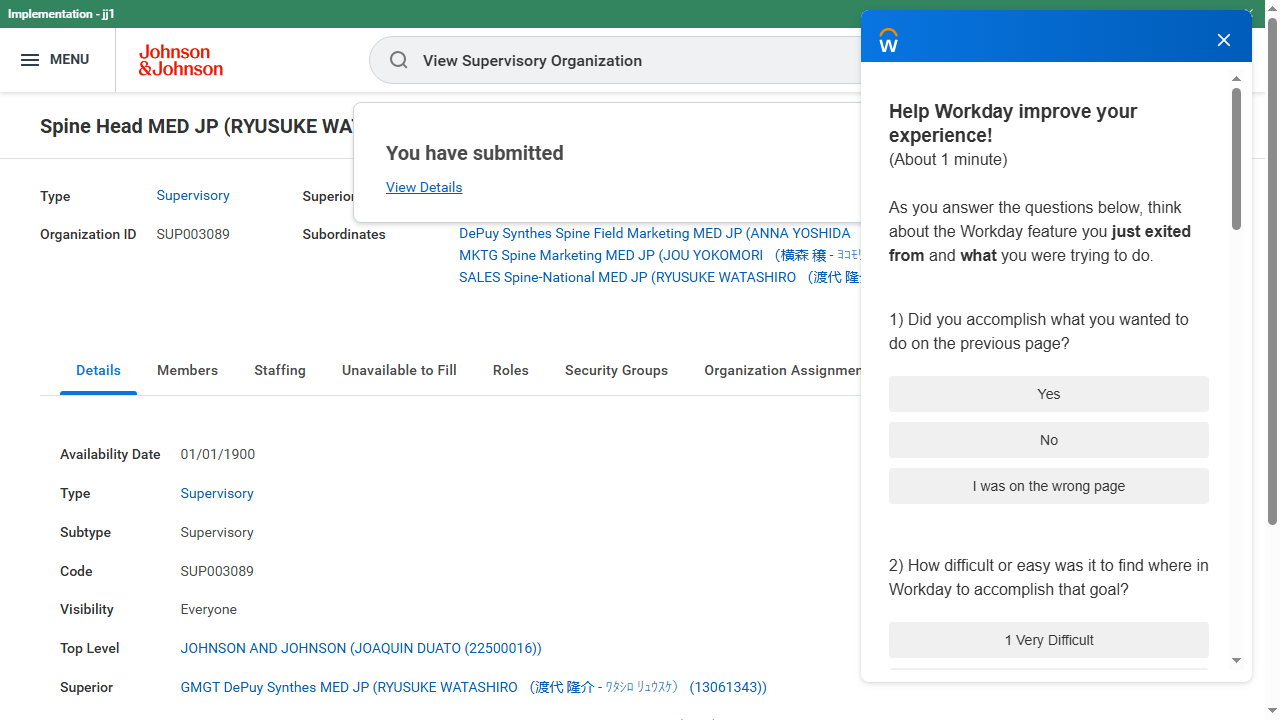 Implementation - jj1
MENU
Johnson
&Johnson
View Supervisory Organization
Spine Head MED JP (RYUSUKE
You have submitted
View Details
Type
Supervisory
Organization ID
SUP003089
Subordinates
DePuy Synthes Spine Field Marketing MED JP (ANNA YOSHIDA
MKTG Spine Marketing MED JP (JOU YOKOMORI （横森 穣 - ﾖｺﾓﾘ
SALES Spine-National MED JP (RYUSUKE WATASHIRO （渡代 隆
Details
Members
Staffing
Unavailable to Fill
Roles
Security Groups
Organization
Availability Date
01/01/1900
Type
Supervisory
Subtype
Supervisory
Code
SUP003089
Visibility
Everyone
Top Level
JOHNSON AND JOHNSON (JOAQUIN DUATO (22500016))
Superior
GMGT DePuy Synthes MED JP (RYUSUKE WATASHIRO （渡代 隆介 - ﾜﾀｼﾛ ﾘｭｳｽｹ） (13061343))
Help Workday improve your
experience!
(About 1 minute)
As you answer the questions below, think
about the Workday feature you just exited
from and what you were trying to do.
1) Did you accomplish what you wanted to
do on the previous page?
Yes
No
I was on the wrong page
2) How difficult or easy was it to find where in
Workday to accomplish that goal?
1 Very Difficult